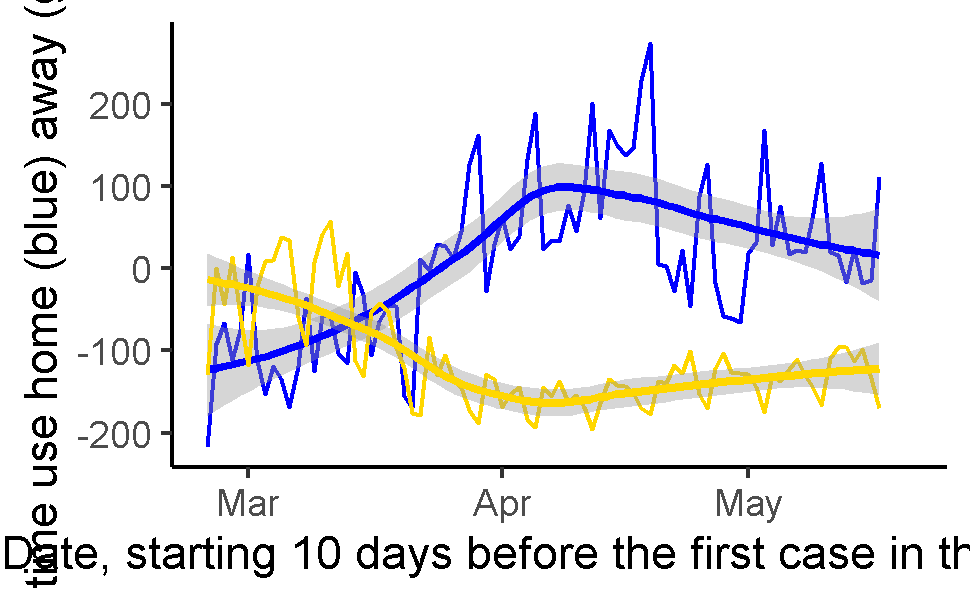 time use home (blue) away (
200
100
0
-100
-200
Mar Apr May
Date, starting 10 days before the first case in th